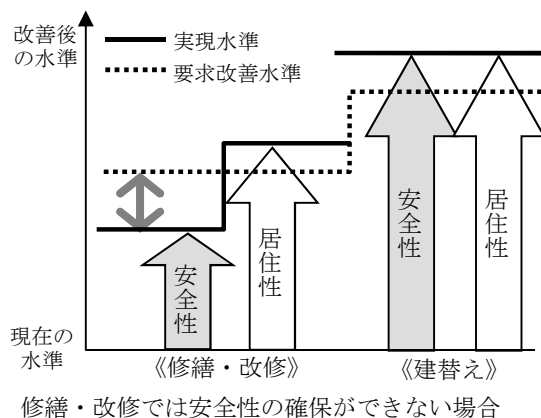 改善後
の水準
実現水準
要求改善水準
安全性
居住性
安全性
居住性
現在の
水準
《修繕・改修》
《建替え》
修繕・改修では安全性の確保ができない場合